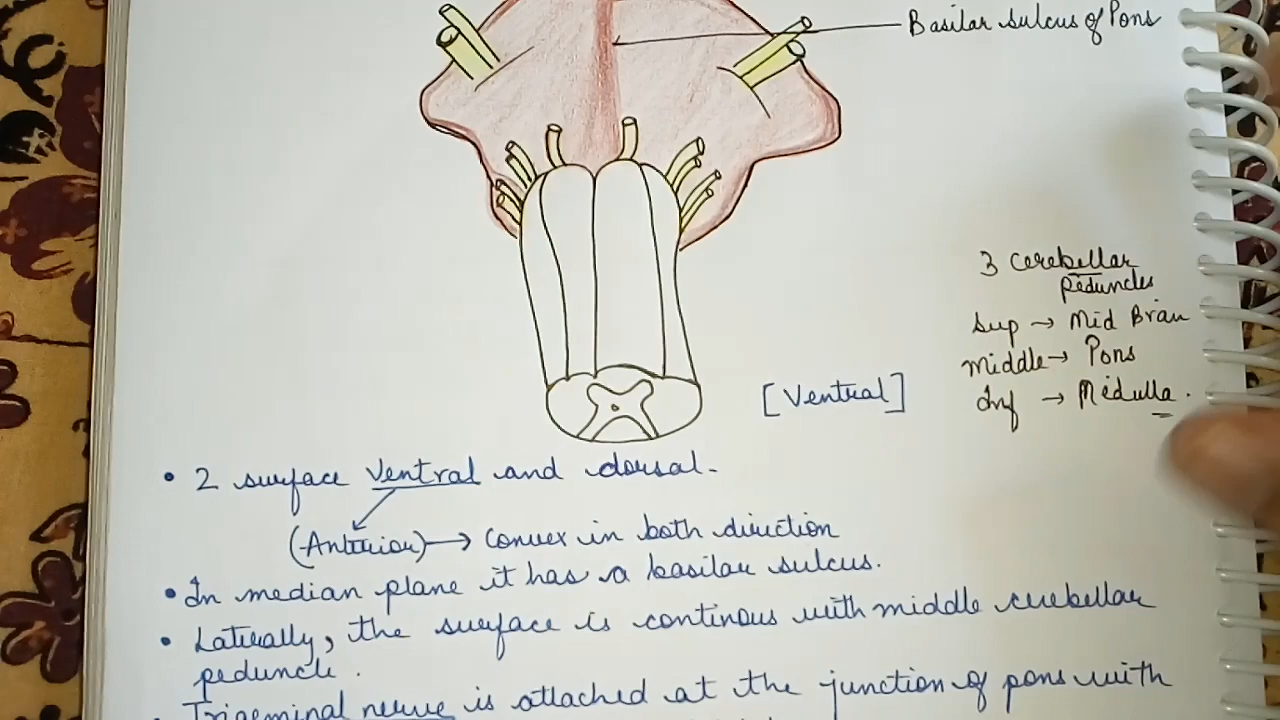 Basilar sulcus of Pons
3 cerebellar
peduncles
Sup → Mid Brain
middle → Pons
Inf → Medulla.
[Ventral]
• 2 surface ventral and dorsal.
(Anterior) → Convex in both direction
• In median plane it has a basilar sulcus.
• Laterally, the surface is continous with middle cerebellar
peduncle.
• Trigeminal nerve is attached at the junction of pons with